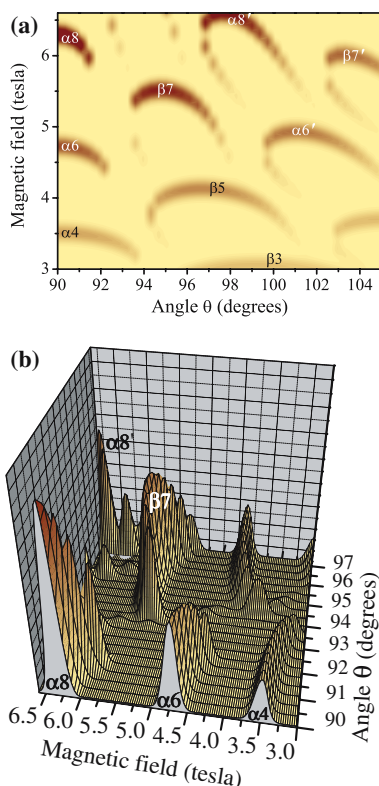 (a)
α8
α8′
β7′
β7
α6′
α6
β5
α4
β3
6
5
4
3
Magnetic field (tesla)
90 92 94 96 98 100 102 104
Angle θ (degrees)
(b)
α8′
β7
α8
α6
α4
97
96
95
94
93
92
91
90
Angle θ (degrees)
6.5 6.0 5.5 5.0 4.5 4.0 3.5 3.0
Magnetic field (tesla)